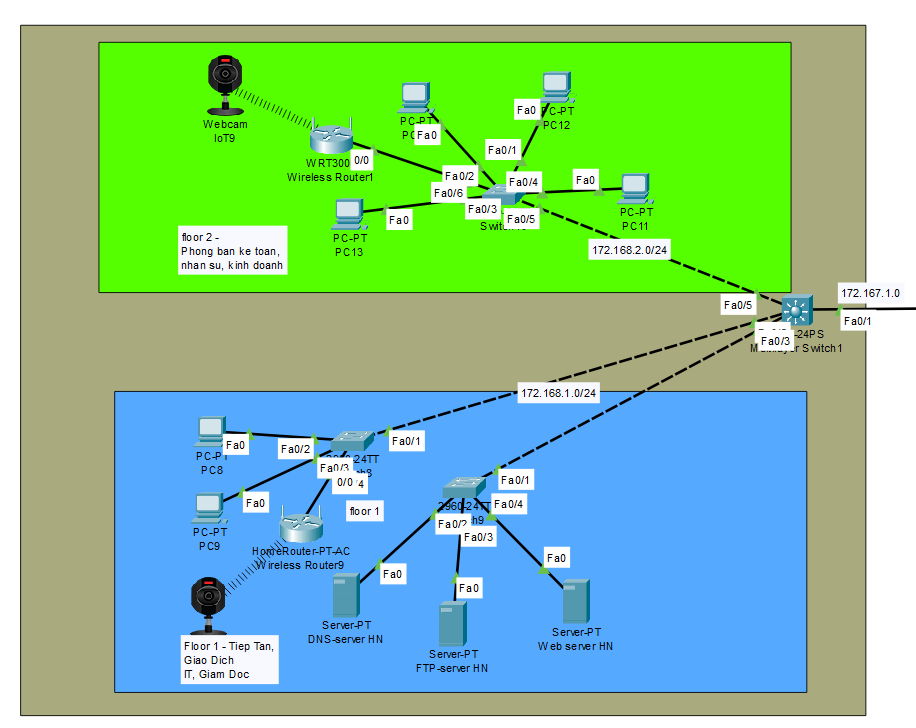 Webcam
IoT9
WRT300
Wireless Router1
0/0
PC-PT
Fa0
Fa0
PC-PT
PC12
Fa0/1
Fa0/2
Fa0/4
Fa0
Fa0/6
Fa0/3
Fa0/5
PC-PT
PC11
PC-PT
PC13
Fa0
floor 2 -
Phong ban ke toan,
nhan su, kinh doanh
172.168.2.0/24
Fa0/5
172.167.1.0
Fa0/1
24PS
Fa0/3
Switch1
172.168.1.0/24
Fa0
PC8
Fa0/2
Fa0/1
24TT
Fa0/3
0/0
Fa0
PC-PT
PC9
floor 1
HomeRouter-PT-AC
Wireless Router9
Fa0/1
2960-24TT
Fa0/4
Fa0/2
Fa0/3
Fa0
Fa0
Fa0
Server-PT
DNS-server HN
Server-PT
FTP-server HN
Server-PT
Web server HN
Floor 1 - Tiep Tan,
Giao Dich
IT, Giam Doc